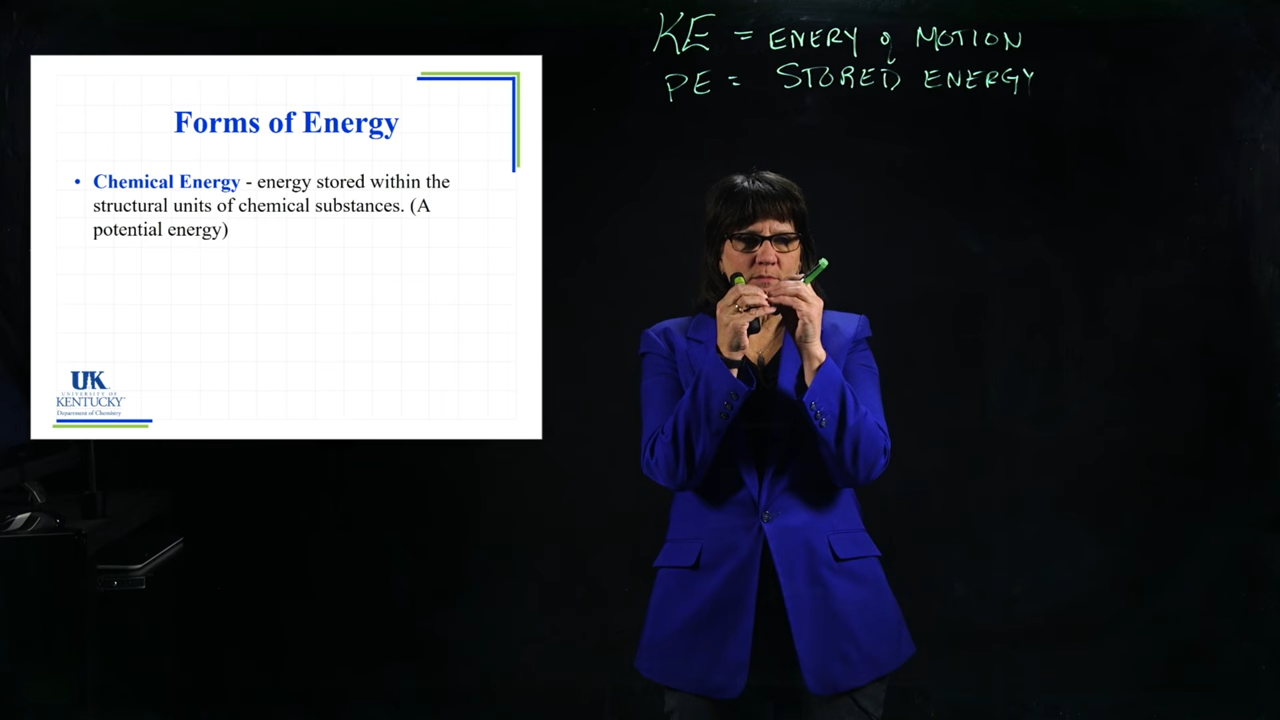 KE = ENERY of MOTION
PE = STORED ENERGY
Forms of Energy
• Chemical Energy - energy stored within the
structural units of chemical substances. (A
potential energy)
UK
UNIVERSITY OF
KENTUCKY
Department of Chemistry